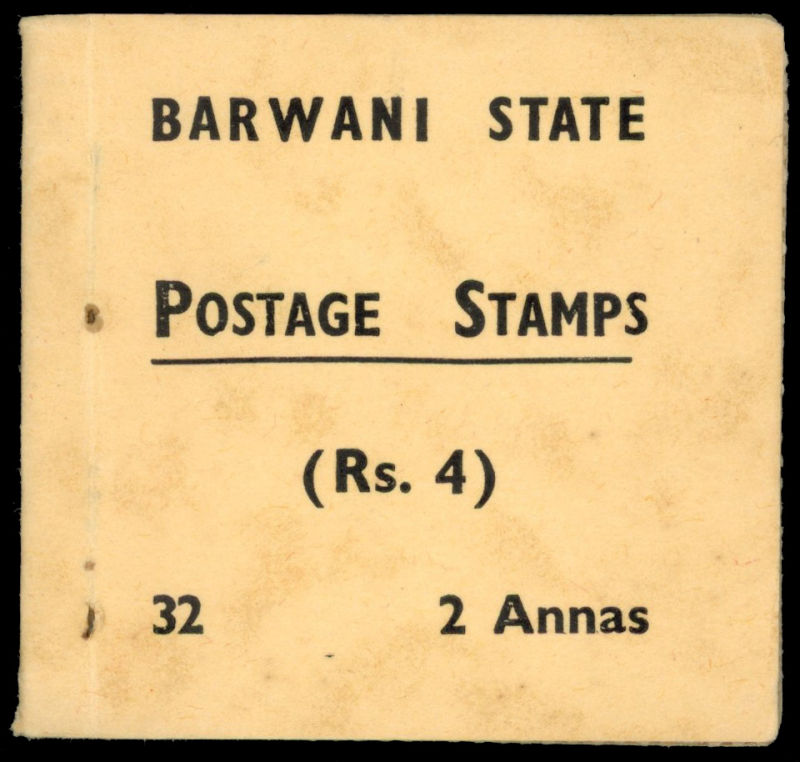 BARWANI STATE
POSTAGE STAMPS
(Rs. 4)
32 2 Annas